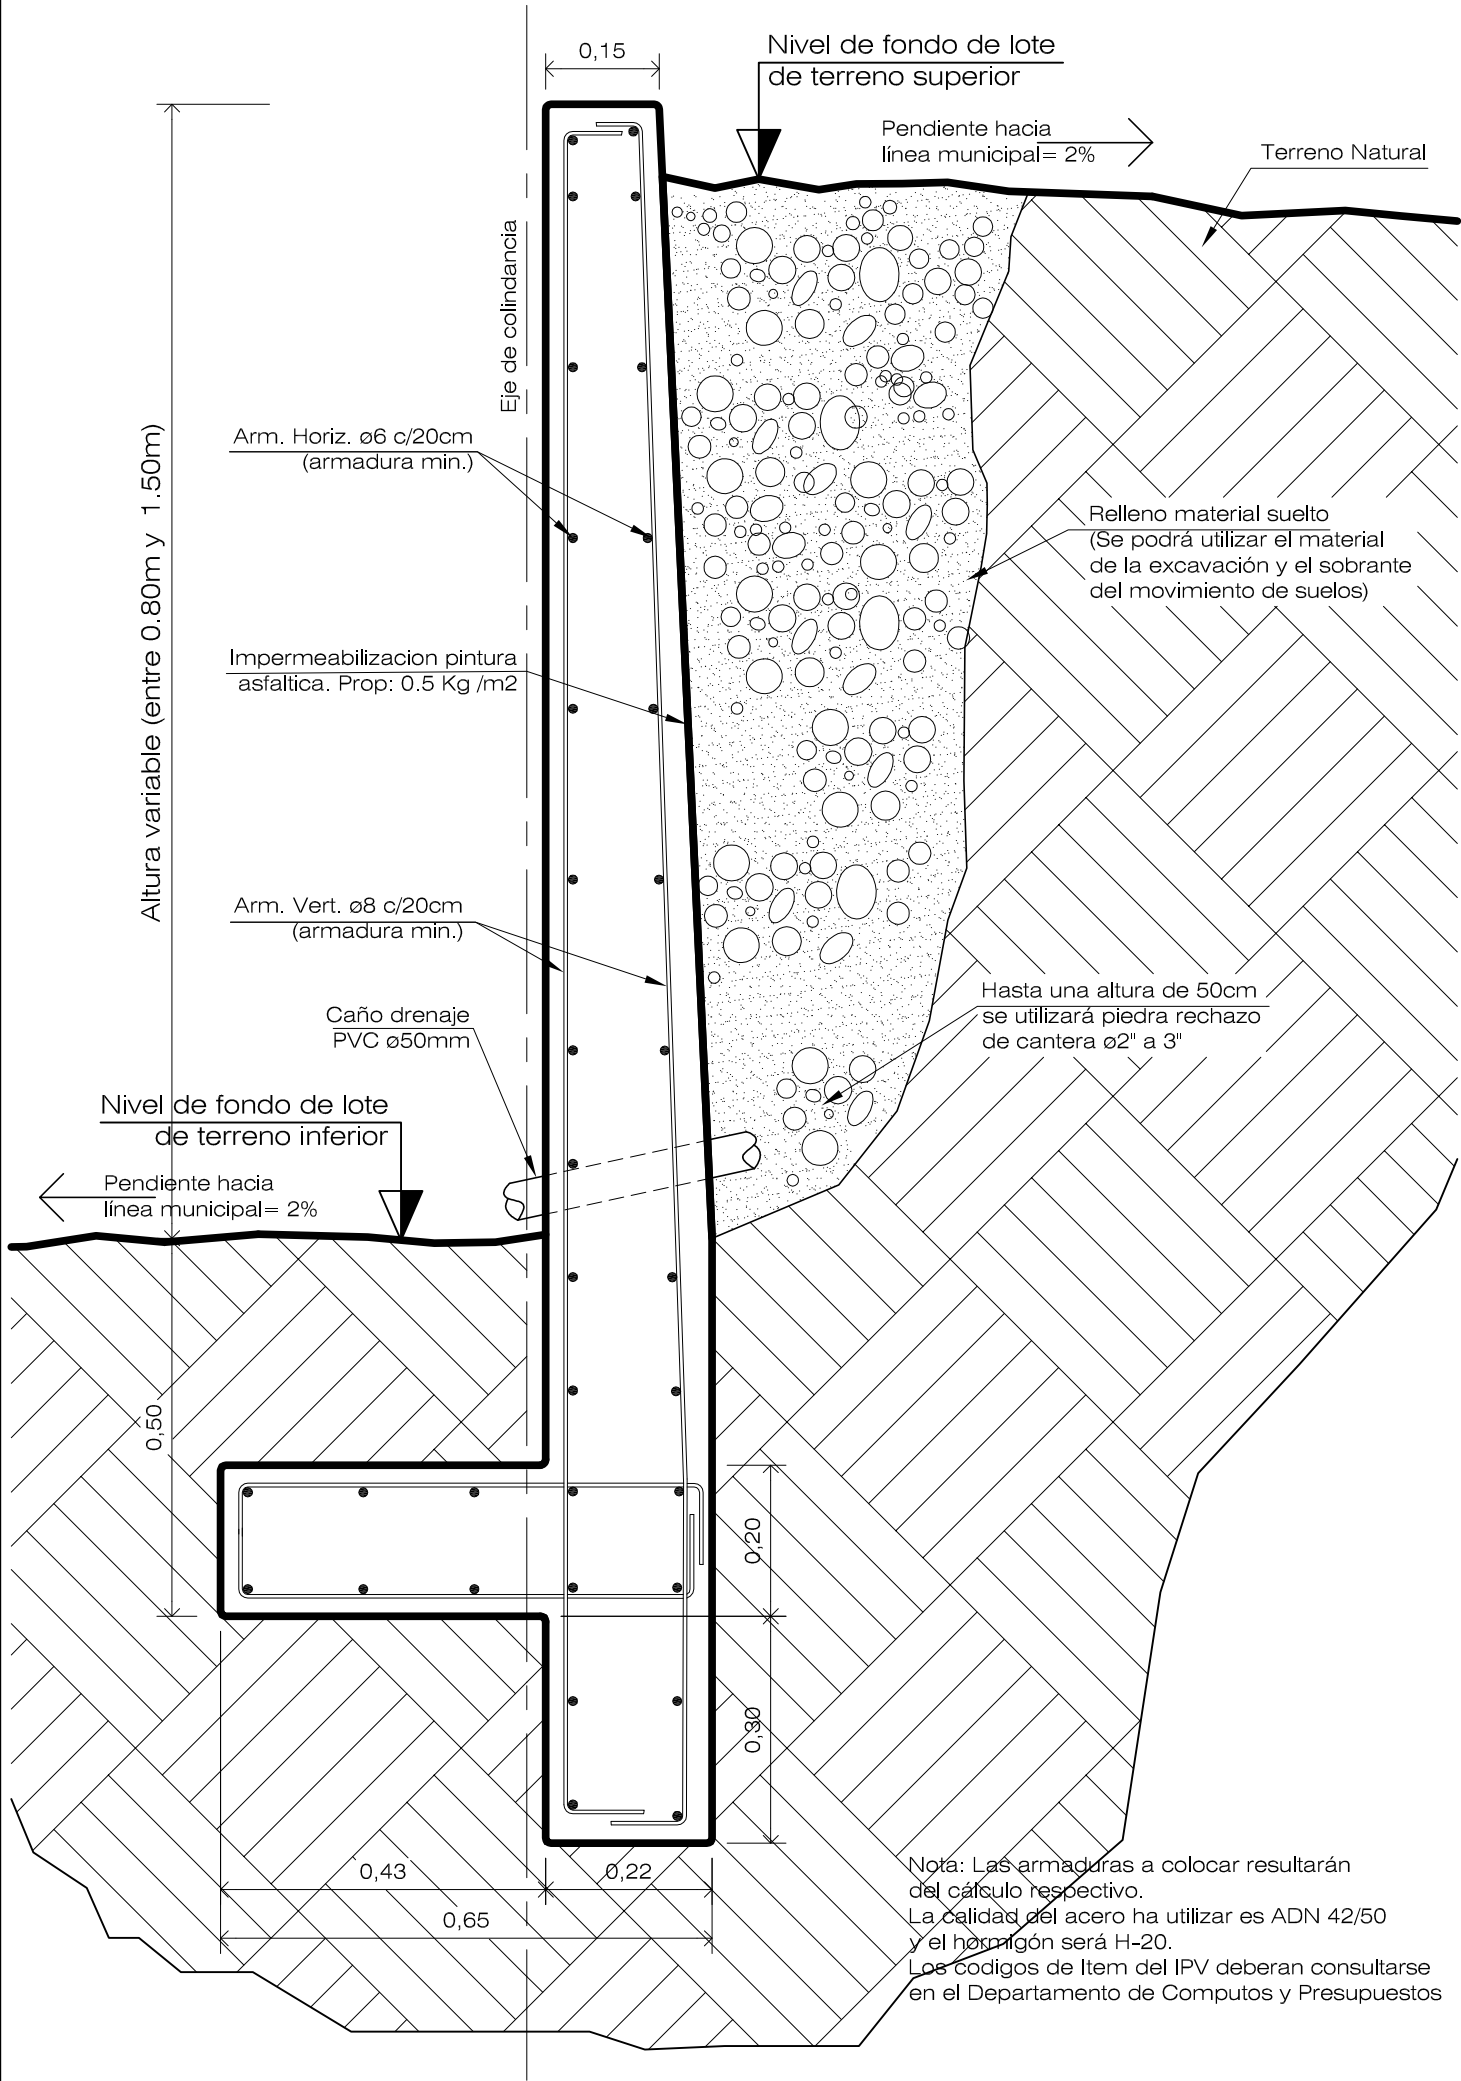 0,15
Nivel de fondo de lote
de terreno superior
Pendiente hacia
línea municipal= 2%
Terreno Natural
Eje de colindancia
Altura variable (entre 0.80m y 1.50m)
Arm. Horiz. ø6 c/20cm
(armadura min.)
Relleno material suelto
(Se podrá utilizar el material
de la excavación y el sobrante
del movimiento de suelos)
Impermeabilizacion pintura
asfaltica. Prop: 0.5 Kg /m2
Arm. Vert. ø8 c/20cm
(armadura min.)
Hasta una altura de 50cm
se utilizará piedra rechazo
de cantera ø2" a 3"
Caño drenaje
PVC ø50mm
Nivel de fondo de lote
de terreno inferior
Pendiente hacia
línea municipal= 2%
0,50
0,20
0,30
0,43
0,22
0,65
Nota: Las armaduras a colocar resultarán
del cálculo respectivo.
La calidad del acero ha utilizar es ADN 42/50
y el hormigón será H-20.
Los codigos de Item del IPV deberan consultarse
en el Departamento de Computos y Presupuestos